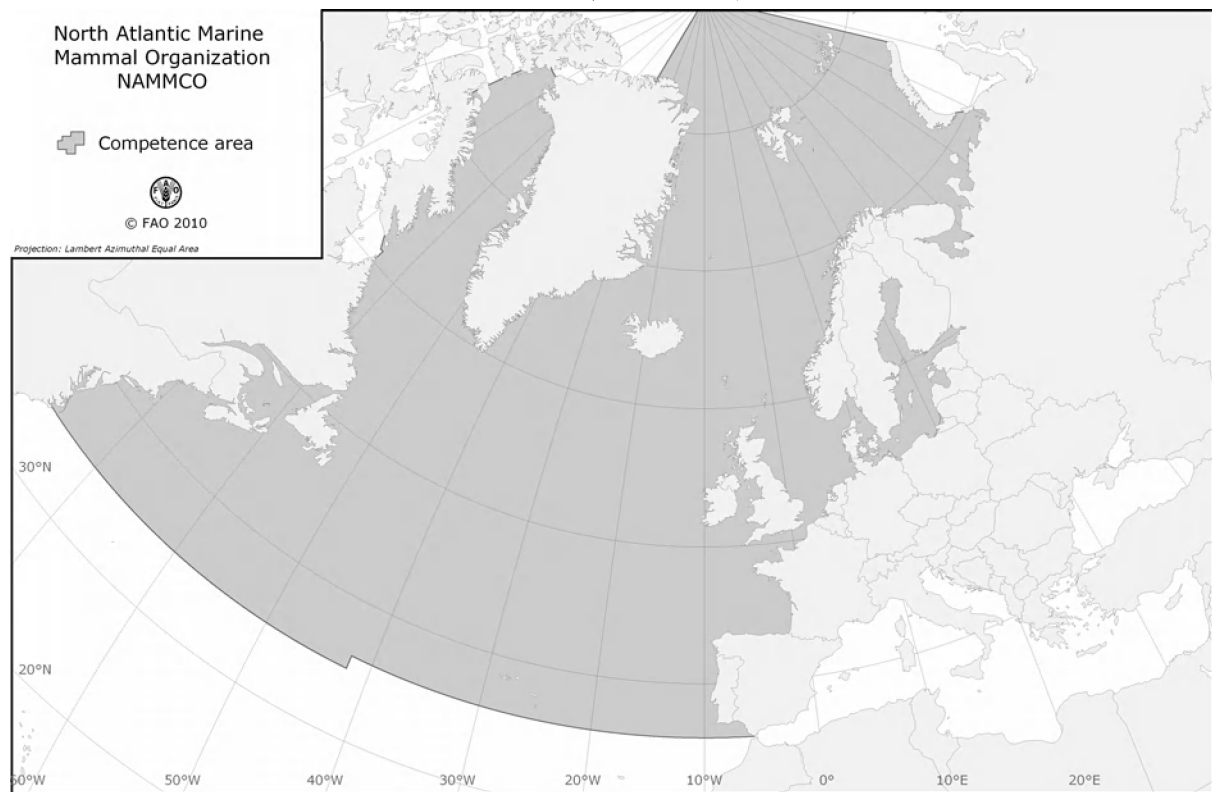 North Atlantic Marine
Mammal Organization
NAMMCO
Competence area
F A O
© FAO 2010
Projection: Lambert Azimuthal Equal Area
30°N
20°N
60°W
50°W
40°W
30°W
20°W
10°W
0°
10°E
20°E